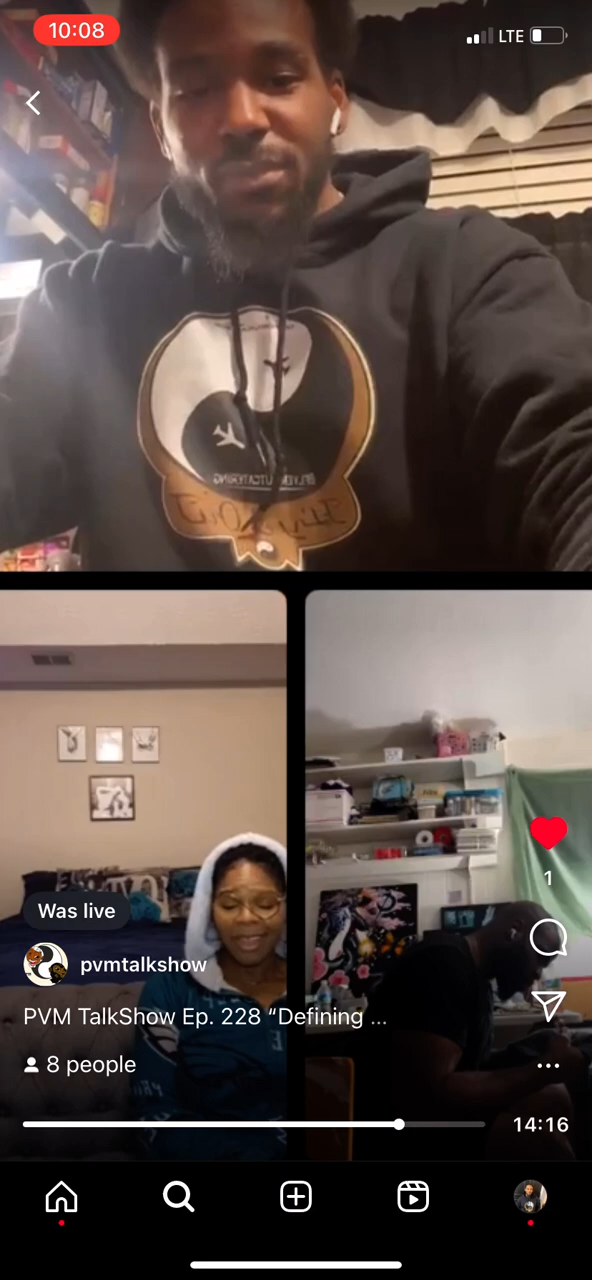 10:08
LTE
Was live
pvmtalkshow
PVM TalkShow Ep. 228 “Defining ...
8 people
1
14:16